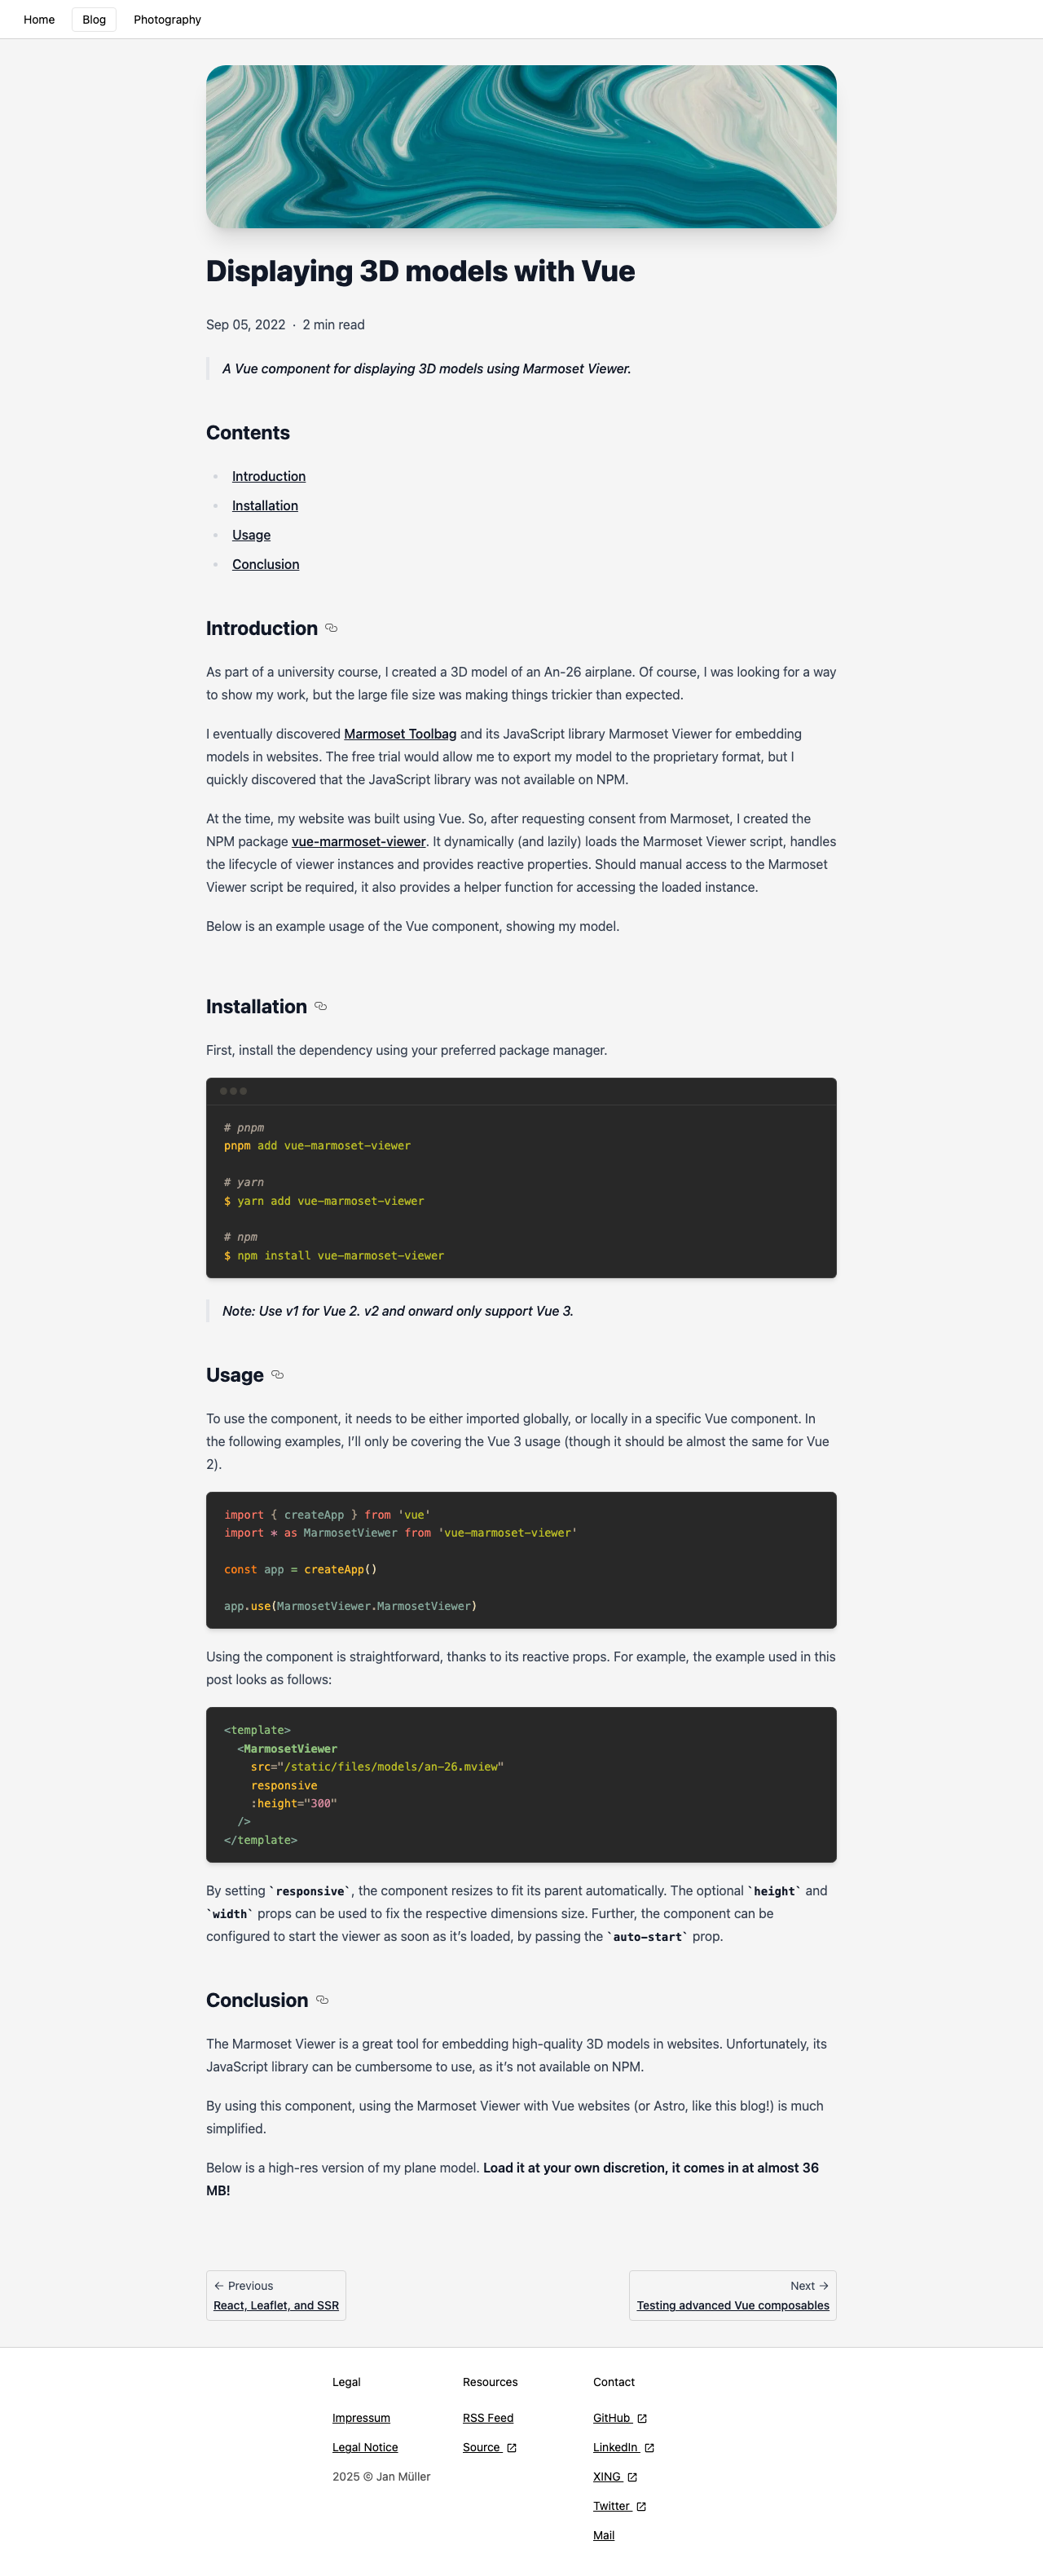 Home Blog Photography
Displaying 3D models with Vue
Sep 05, 2022 · 2 min read
A Vue component for displaying 3D models using Marmoset Viewer.
Contents
Introduction
Installation
Usage
Conclusion
Introduction
As part of a university course, I created a 3D model of an An-26 airplane. Of course, I was looking for a way
to show my work, but the large file size was making things trickier than expected.
I eventually discovered Marmoset Toolbag and its JavaScript library Marmoset Viewer for embedding
models in websites. The free trial would allow me to export my model to the proprietary format, but I
quickly discovered that the JavaScript library was not available on NPM.
At the time, my website was built using Vue. So, after requesting consent from Marmoset, I created the
NPM package vue-marmoset-viewer. It dynamically (and lazily) loads the Marmoset Viewer script, handles
the lifecycle of viewer instances and provides reactive properties. Should manual access to the Marmoset
Viewer script be required, it also provides a helper function for accessing the loaded instance.
Below is an example usage of the Vue component, showing my model.
Installation
First, install the dependency using your preferred package manager.
# pnpm
pnpm add vue-marmoset-viewer
# yarn
$ yarn add vue-marmoset-viewer
# npm
$ npm install vue-marmoset-viewer
Note: Use v1 for Vue 2. v2 and onward only support Vue 3.
Usage
To use the component, it needs to be either imported globally, or locally in a specific Vue component. In
the following examples, I’ll only be covering the Vue 3 usage (though it should be almost the same for Vue
2).
import { createApp } from 'vue'
import * as MarmosetViewer from 'vue-marmoset-viewer'
const app = createApp()
app.use(MarmosetViewer.MarmosetViewer)
Using the component is straightforward, thanks to its reactive props. For example, the example used in this
post looks as follows:
<template>
  <MarmosetViewer
    src="/static/files/models/an-26.mview"
    responsive
    :height="300"
  />
</template>
By setting `responsive`, the component resizes to fit its parent automatically. The optional `height` and
`width` props can be used to fix the respective dimensions size. Further, the component can be
configured to start the viewer as soon as it’s loaded, by passing the `auto-start` prop.
Conclusion
The Marmoset Viewer is a great tool for embedding high-quality 3D models in websites. Unfortunately, its
JavaScript library can be cumbersome to use, as it’s not available on NPM.
By using this component, using the Marmoset Viewer with Vue websites (or Astro, like this blog!) is much
simplified.
Below is a high-res version of my plane model. Load it at your own discretion, it comes in at almost 36
MB!
← Previous
React, Leaflet, and SSR
Next →
Testing advanced Vue composables
Legal
Impressum
Legal Notice
2025 © Jan Müller
Resources
RSS Feed
Source
Contact
GitHub
LinkedIn
XING
Twitter
Mail